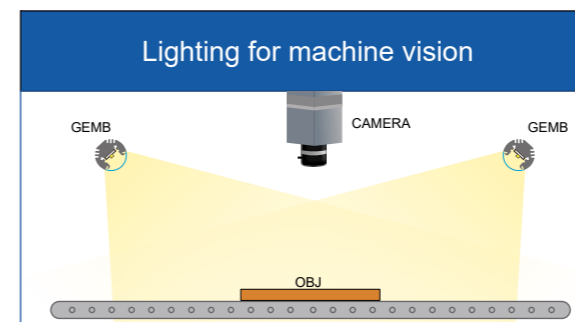 Lighting for machine vision
GEMB
CAMERA
GEMB
OBJ